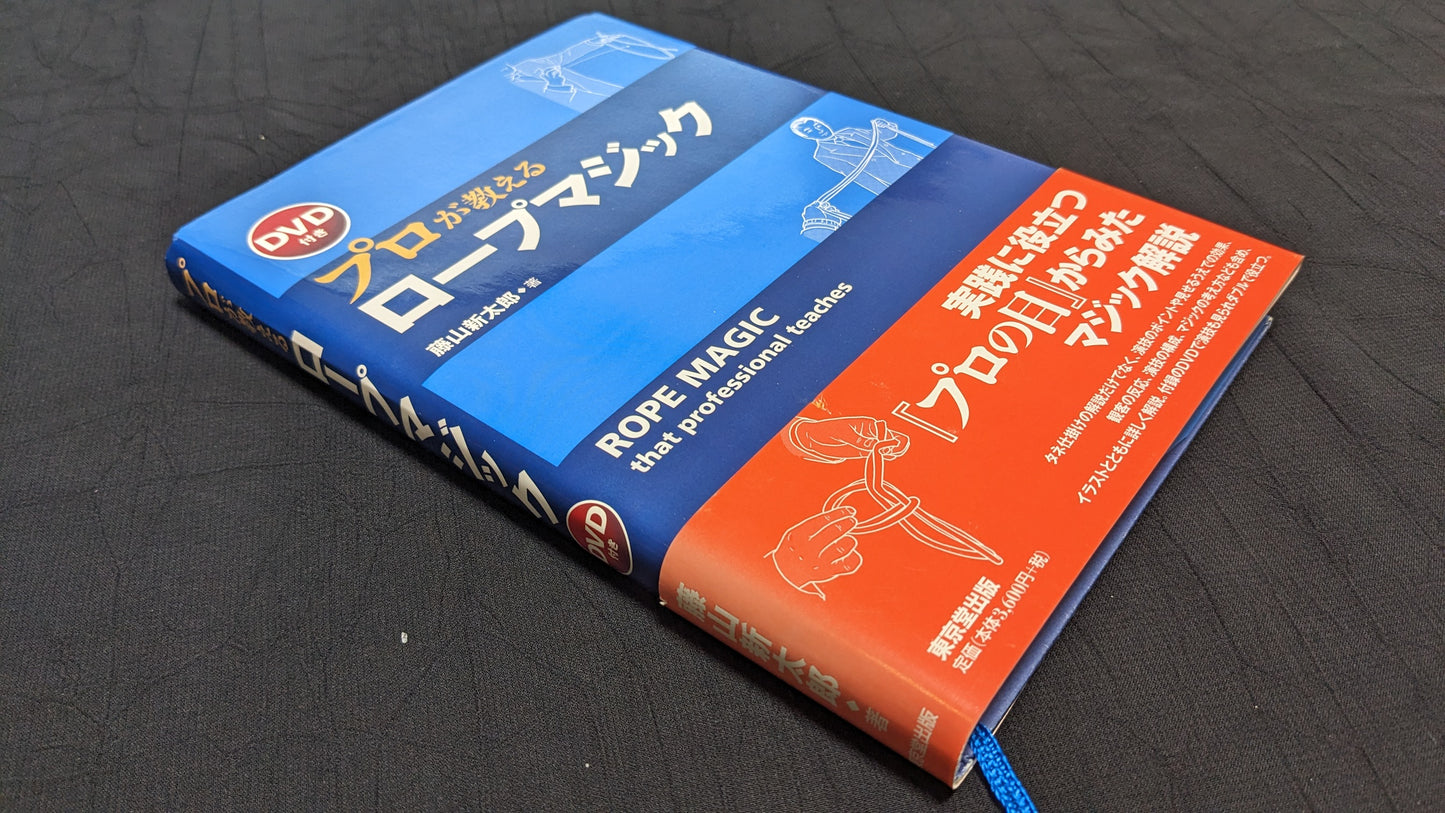 DVD
付き
プロが教える
ロープマジック
藤山新太郎◆著
ROPE MAGIC
that professional teaches
実践に役立つ
『プロの目』からみた
マジック解説
タネ仕掛けの解説だけでなく、演技のポイントや見せるうえでの効果、
観客の反応、演技の構成、マジックの考え方なども含め、
イラストとともに詳しく解説。付録のDVDで演技も見られダブルで役立つ。
東京堂出版
定価(本体3,600円+税)
プロが教える
ロープマジック
DVD
付き
藤山新太郎◆著
東京堂出版